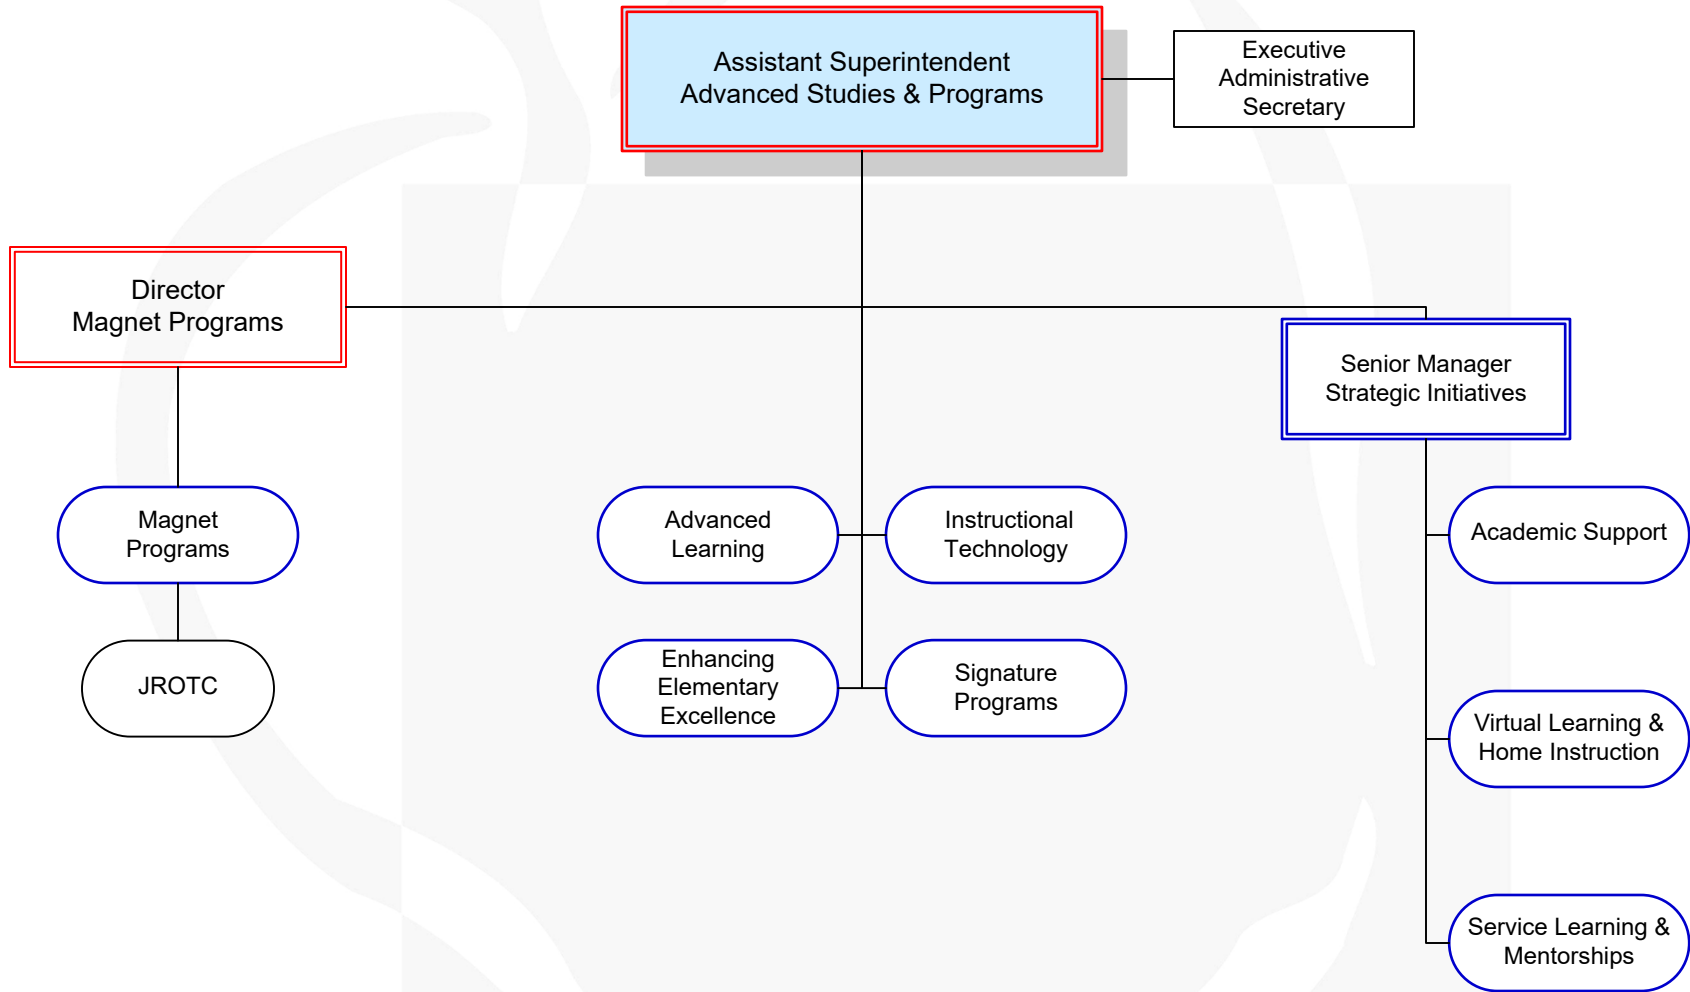 Assistant Superintendent
Advanced Studies & Programs
Executive
Administrative
Secretary
Director
Magnet Programs
Senior Manager
Strategic Initiatives
Magnet
Programs
Advanced
Learning
Instructional
Technology
Academic Support
JROTC
Enhancing
Elementary
Excellence
Signature
Programs
Virtual Learning &
Home Instruction
Service Learning &
Mentorships